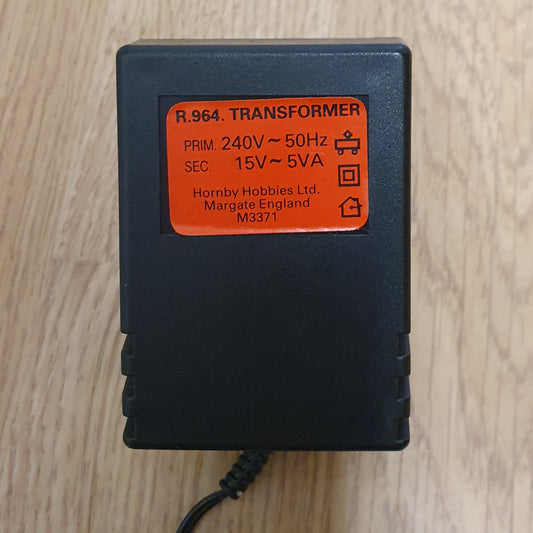 R.964. TRANSFORMER
PRIM. 240V~50Hz
SEC. 15V~5VA
Hornby Hobbies Ltd.
Margate England
M3371